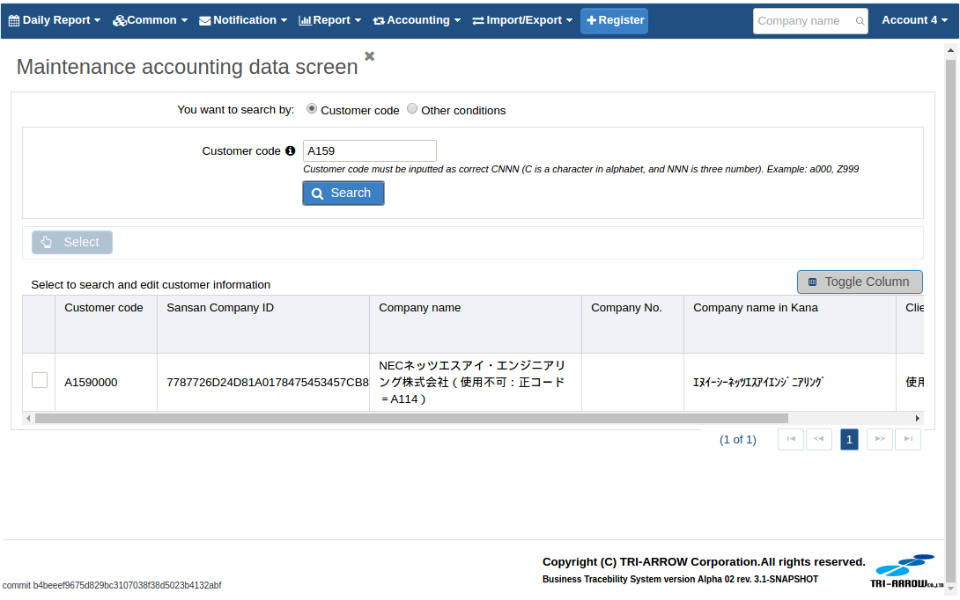 Daily Report Common Notification Report Accounting Import/Export Register Company name Account 4
Maintenance accounting data screen
You want to search by: Customer code Other conditions
Customer code A159
Customer code must be inputted as correct CNNN (C is a character in alphabet, and NNN is three number). Example: a000, Z999
Search
Select
Select to search and edit customer information Toggle Column
Customer code Sansan Company ID Company name Company No. Company name in Kana Clie
NECネッツエスアイ・エンジニアリ
A1590000 7787726D24D81A0178475453457CB8 ング株式会社(使用不可:正コード ｴﾇｲｰｼｰﾈｯﾂｴｽｱｲｴﾝｼﾞﾆｱﾘﾝｸﾞ 使用
=A114)
(1 of 1) 1
Copyright (C) TRI-ARROW Corporation.All rights reserved.
Business Tracebility System version Alpha 02 rev. 3.1-SNAPSHOT
TRI-ARROW CO.,LTD
commit b4beeef9675d829bc3107038f38d5023b4132abf